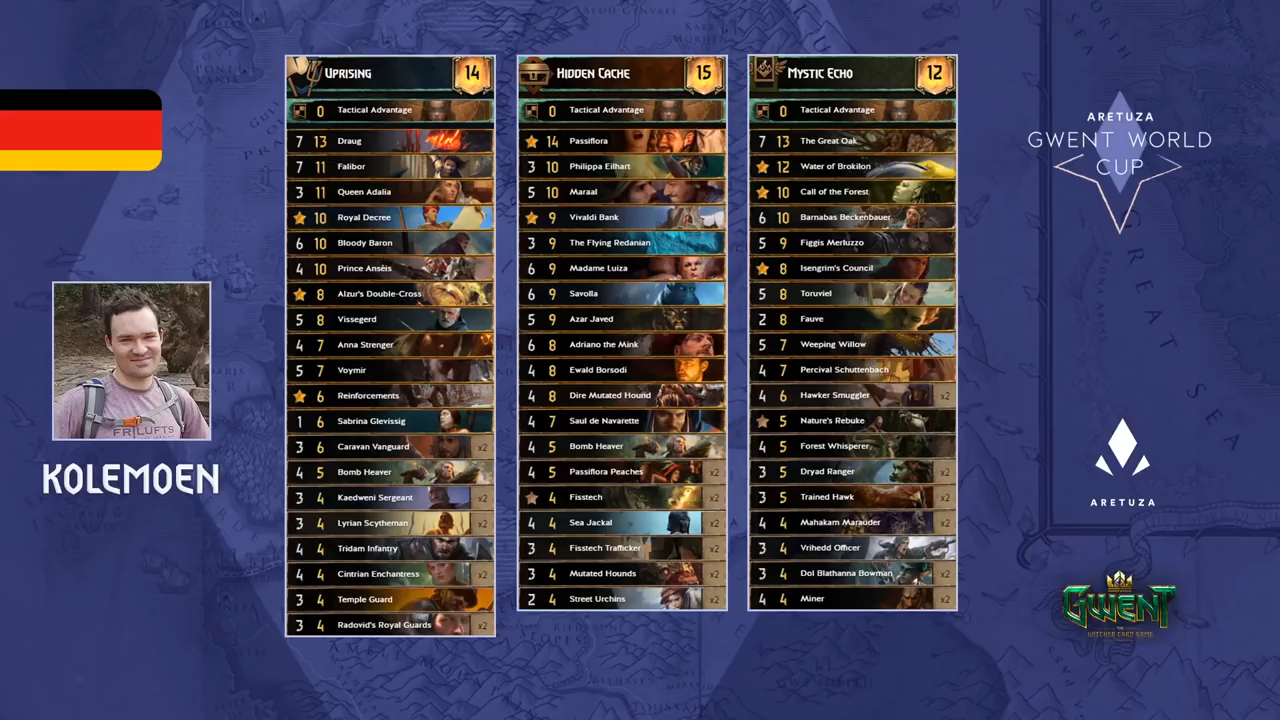 UPRISING 14
0 Tactical Advantage
7 13 Draug
7 11 Falibor
3 11 Queen Adalia
10 Royal Decree
6 10 Bloody Baron
4 10 Prince Anséis
8 Alzur's Double-Cross
5 8 Vissegerd
4 7 Anna Strenger
5 7 Voymir
6 Reinforcements
1 6 Sabrina Glevissig
3 6 Caravan Vanguard x2
4 5 Bomb Heaver
3 4 Kaedweni Sergeant x2
3 4 Lyrian Scytheman x2
4 4 Tridam Infantry
4 4 Cintrian Enchantress x2
3 4 Temple Guard
3 4 Radovid's Royal Guards x2
HIDDEN CACHE 15
0 Tactical Advantage
14 Passiflora
3 10 Philippa Eilhart
5 10 Maraal
9 Vivaldi Bank
3 9 The Flying Redanian
6 9 Madame Luiza
6 9 Savolla
5 9 Azar Javed
6 8 Adriano the Mink
4 8 Ewald Borsodi
4 8 Dire Mutated Hound
4 7 Saul de Navarette
4 5 Bomb Heaver
4 5 Passiflora Peaches x2
4 Fisstech x2
4 4 Sea Jackal x2
3 4 Fisstech Trafficker x2
3 4 Mutated Hounds x2
2 4 Street Urchins x2
MYSTIC ECHO 12
0 Tactical Advantage
7 13 The Great Oak
12 Water of Brokilon
10 Call of the Forest
6 10 Barnabas Beckenbauer
5 9 Figgis Merluzzo
8 Isengrim's Council
5 8 Toruviel
2 8 Fauve
5 7 Weeping Willow
4 7 Percival Schuttenbach
4 6 Hawker Smuggler x2
5 Nature's Rebuke
4 5 Forest Whisperer
3 5 Dryad Ranger x2
3 5 Trained Hawk x2
4 4 Mahakam Marauder x2
3 4 Vrihedd Officer
3 4 Dol Blathanna Bowman x2
4 4 Miner x2
FRILUFTS
KOLEMOEN
ARETUZA
GWENT WORLD
CUP
ARETUZA
GWENT
THE
WITCHER CARD GAME